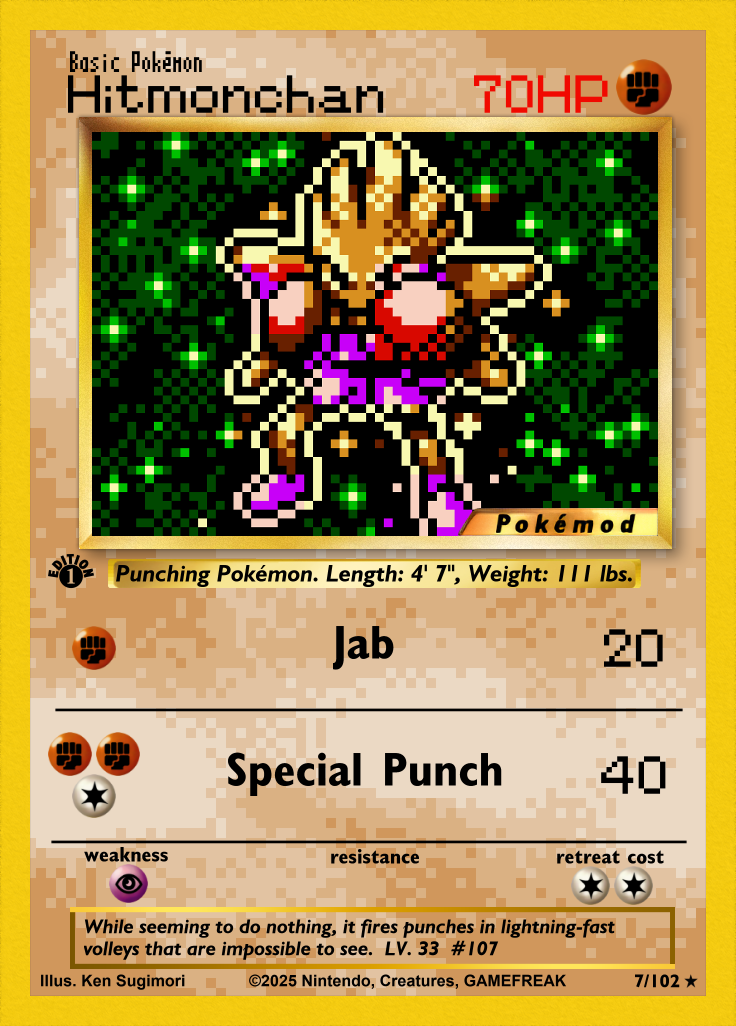 Basic Pokémon
Hitmonchan 70HP
Pokémod
EDITION 1
Punching Pokémon. Length: 4' 7", Weight: 111 lbs.
Jab 20
Special Punch 40
weakness resistance retreat cost
While seeming to do nothing, it fires punches in lightning-fast
volleys that are impossible to see. LV. 33 #107
Illus. Ken Sugimori ©2025 Nintendo, Creatures, GAMEFREAK 7/102 ★